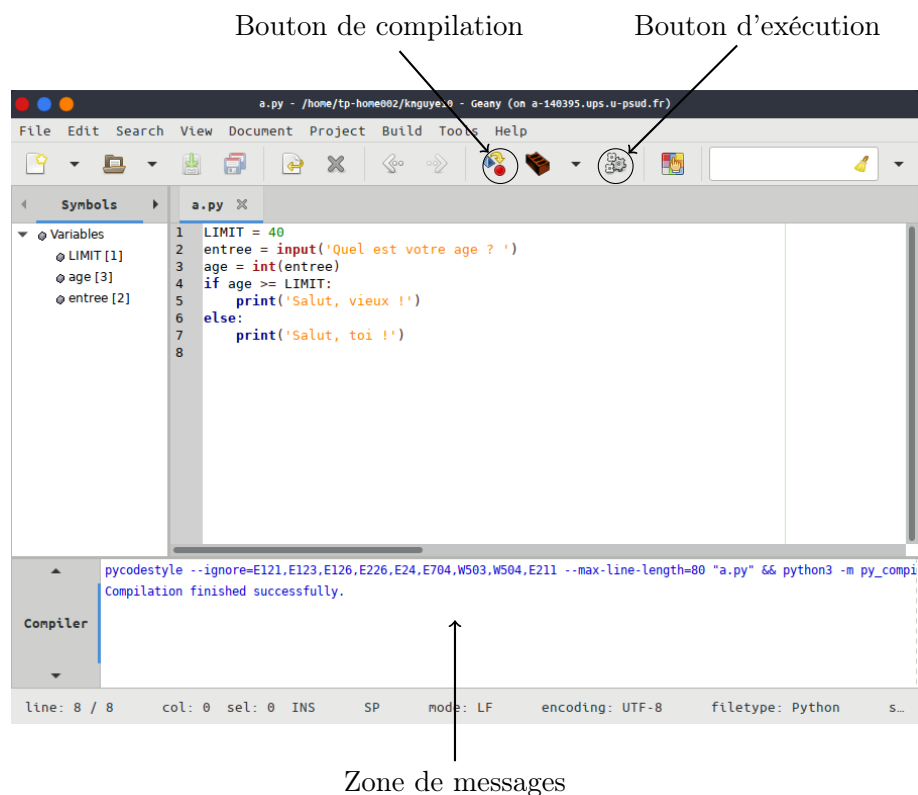 Bouton de compilation Bouton d'exécution
a.py - /home/tp-home002/knguye10 - Geany (on a-140395.ups.u-psud.fr)
File Edit Search View Document Project Build Tools Help
Symbols a.py
Variables
LIMIT [1]
age [3]
entree [2]
1 LIMIT = 40
2 entree = input('Quel est votre age ? ')
3 age = int(entree)
4 if age >= LIMIT:
5     print('Salut, vieux !')
6 else:
7     print('Salut, toi !')
8
pycodestyle --ignore=E121,E123,E126,E226,E24,E704,W503,W504,E211 --max-line-length=80 "a.py" && python3 -m py_compi
Compilation finished successfully.
Compiler
line: 8 / 8 col: 0 sel: 0 INS SP mode: LF encoding: UTF-8 filetype: Python s…
Zone de messages